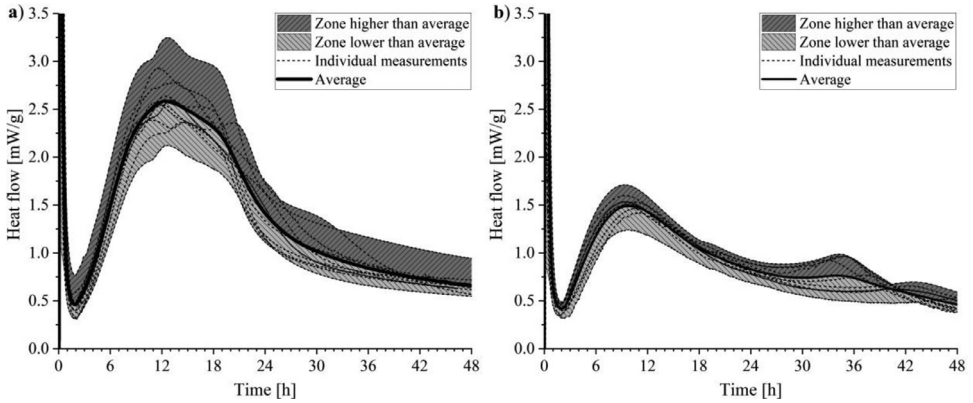 a)
3.5
3.0
2.5
2.0
1.5
1.0
0.5
0.0
Heat flow [mW/g]
Zone higher than average
Zone lower than average
Individual measurements
Average
0 6 12 18 24 30 36 42 48
Time [h]
b)
3.5
3.0
2.5
2.0
1.5
1.0
0.5
0.0
Heat flow [mW/g]
Zone higher than average
Zone lower than average
Individual measurements
Average
0 6 12 18 24 30 36 42 48
Time [h]